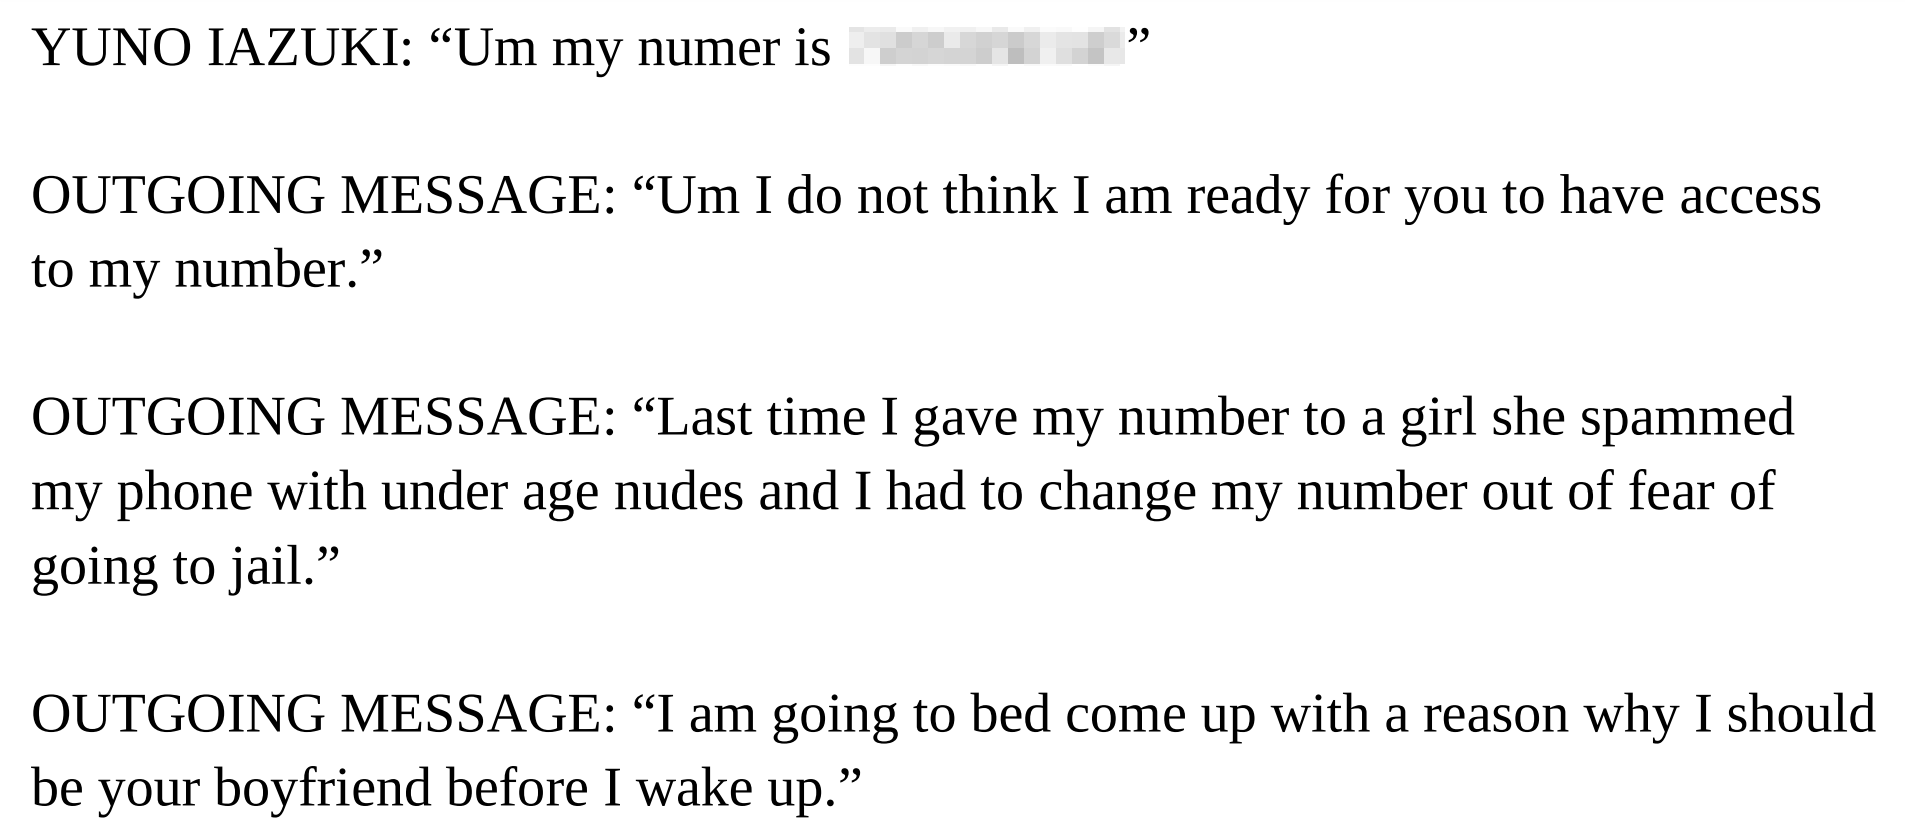 YUNO IAZUKI: “Um my numer is ”
OUTGOING MESSAGE: “Um I do not think I am ready for you to have access
to my number.”
OUTGOING MESSAGE: “Last time I gave my number to a girl she spammed
my phone with under age nudes and I had to change my number out of fear of
going to jail.”
OUTGOING MESSAGE: “I am going to bed come up with a reason why I should
be your boyfriend before I wake up.”